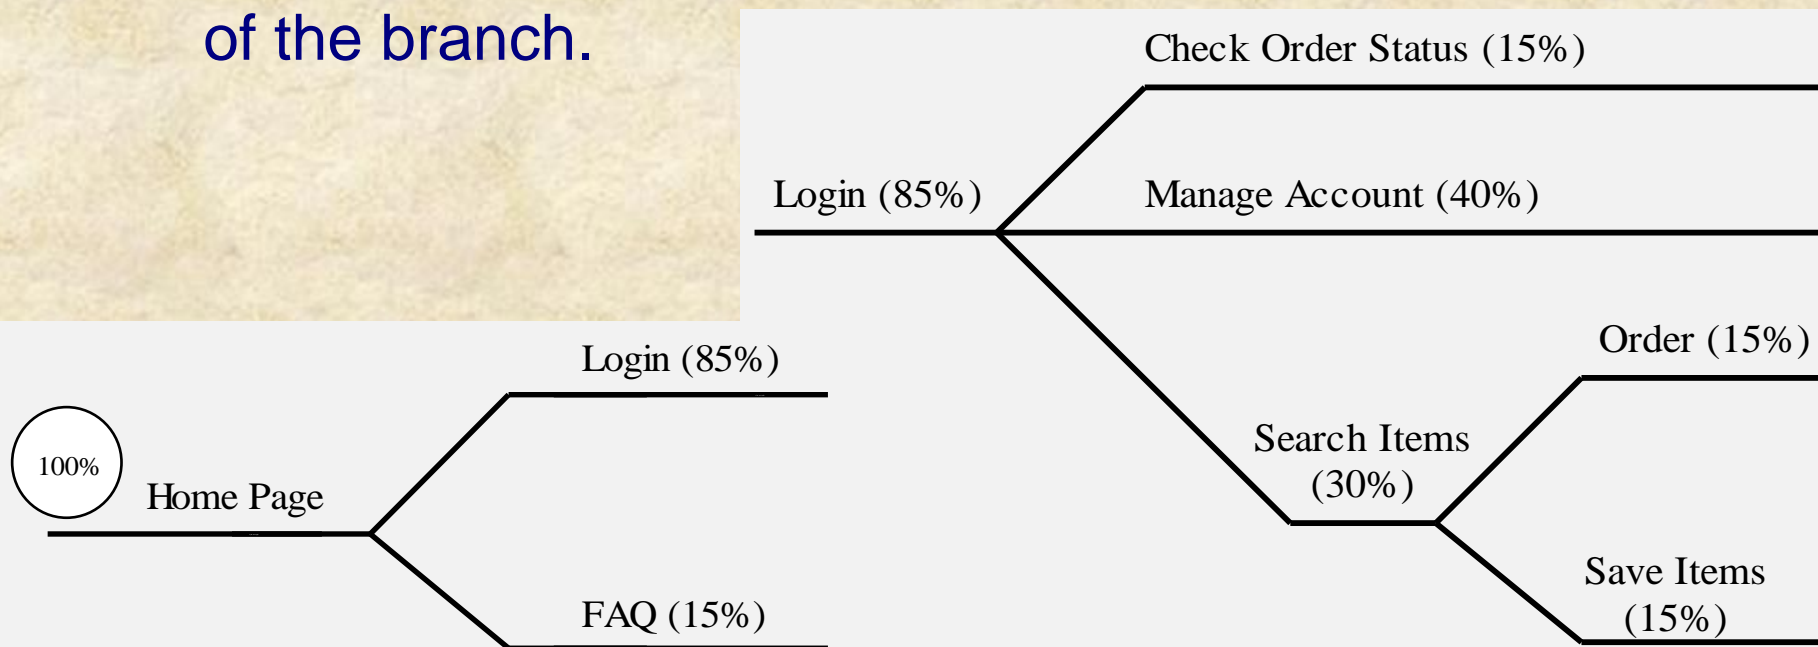 of the branch.
Check Order Status (15%)
Login (85%)
Manage Account (40%)
Order (15%)
Search Items
(30%)
Save Items
(15%)
Login (85%)
100%
Home Page
FAQ (15%)